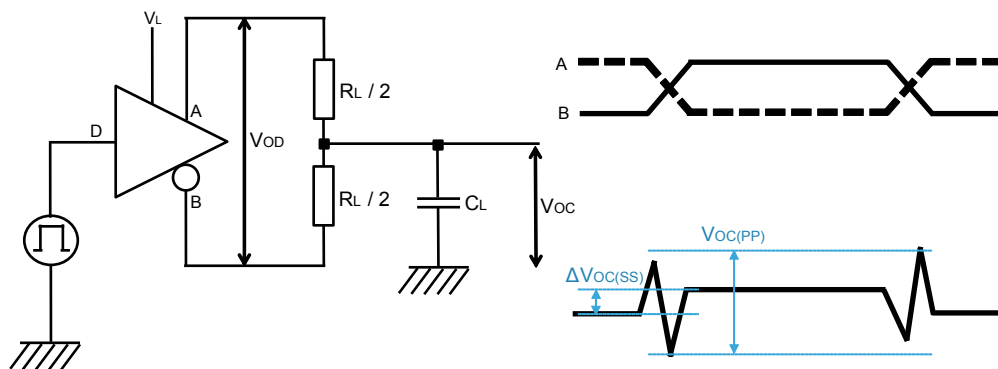 VL
A
D
VOD
B
RL / 2
RL / 2
CL
VOC
A
B
VOC(PP)
ΔVOC(SS)